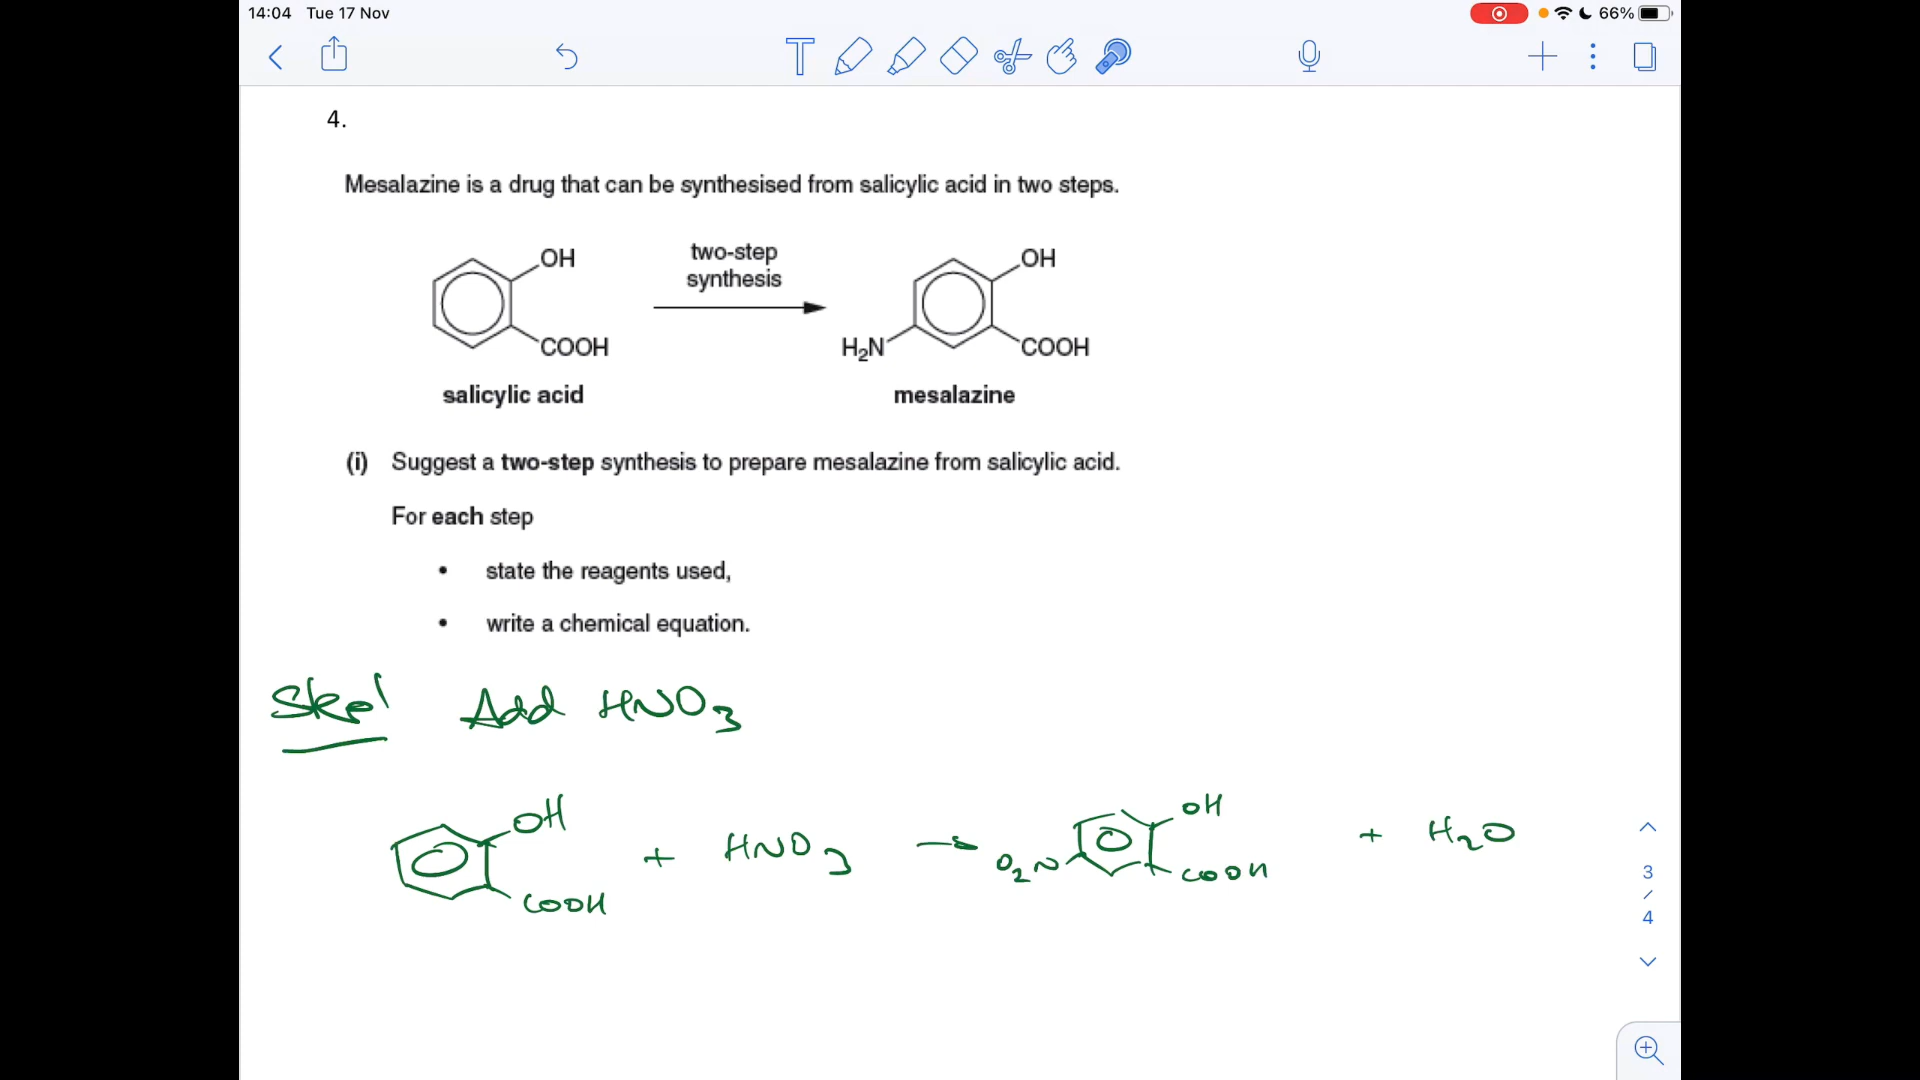 14:04 Tue 17 Nov 66%
4.
Mesalazine is a drug that can be synthesised from salicylic acid in two steps.
OH two-step synthesis OH
COOH H₂N COOH
salicylic acid mesalazine
(i) Suggest a two-step synthesis to prepare mesalazine from salicylic acid.
For each step
• state the reagents used,
• write a chemical equation.
Step 1 Add HNO₃
OH + HNO₃ → OH + H₂O
COOH O₂N COOH
3
/
4